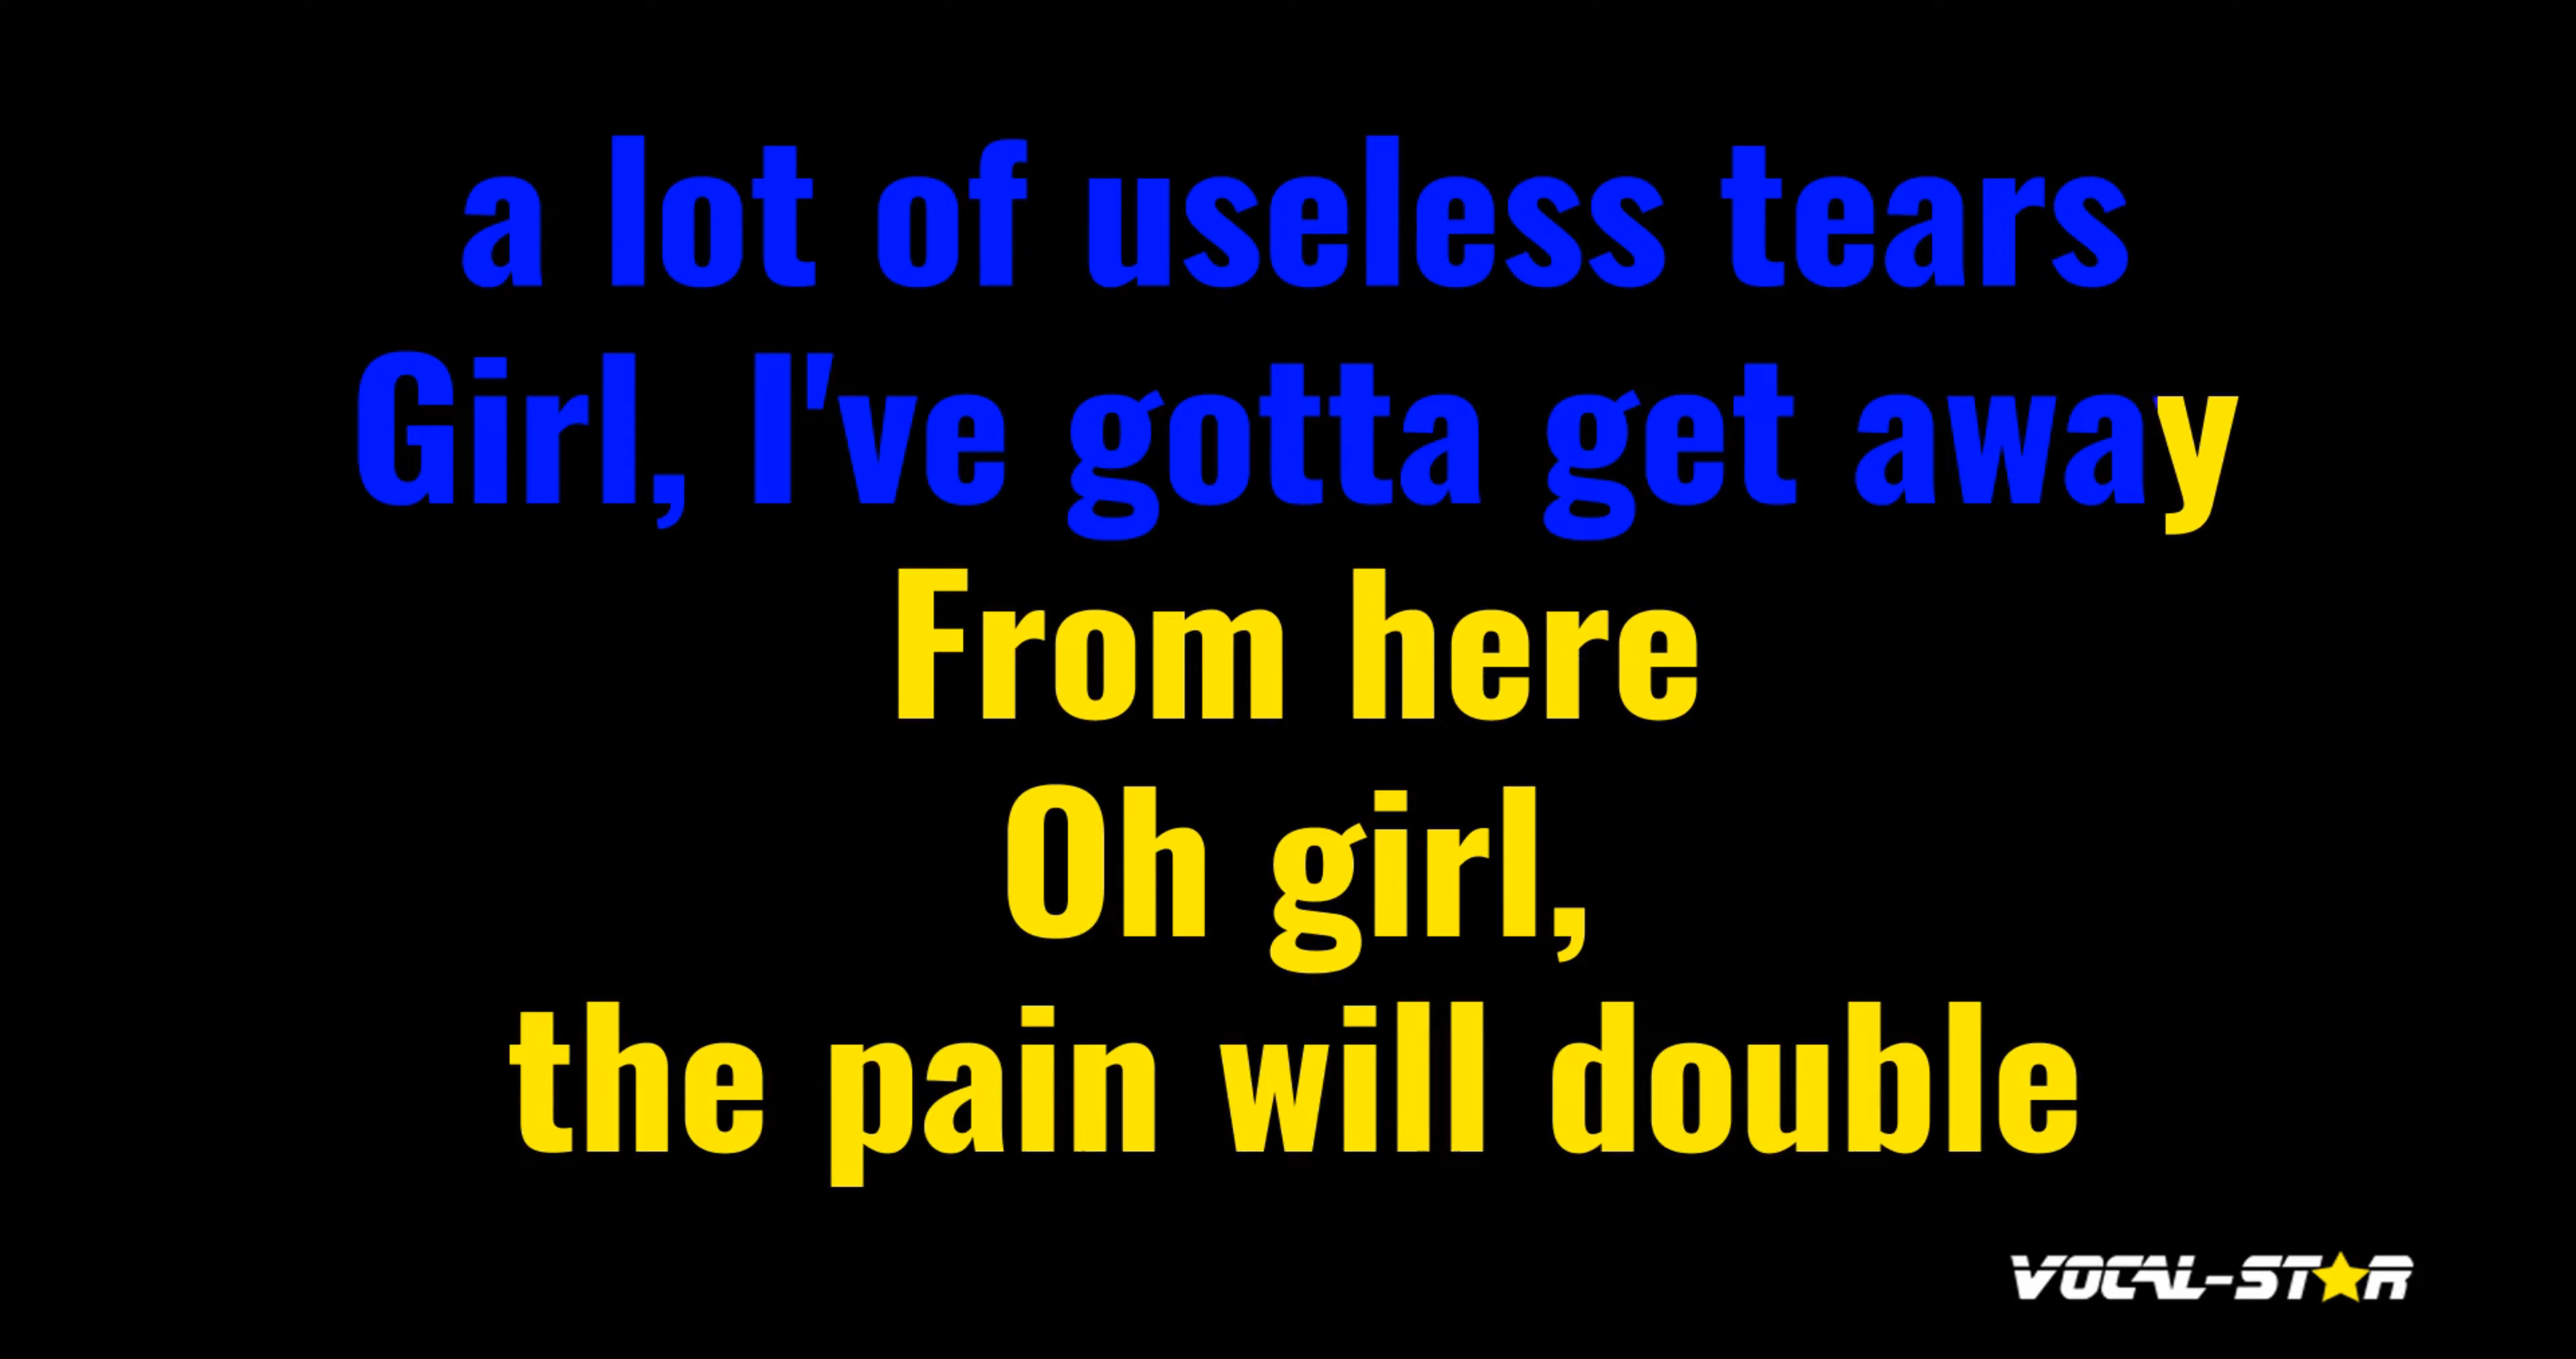 a lot of useless tears
Girl, I've gotta get away
From here
Oh girl,
the pain will double
VOCAL-STAR